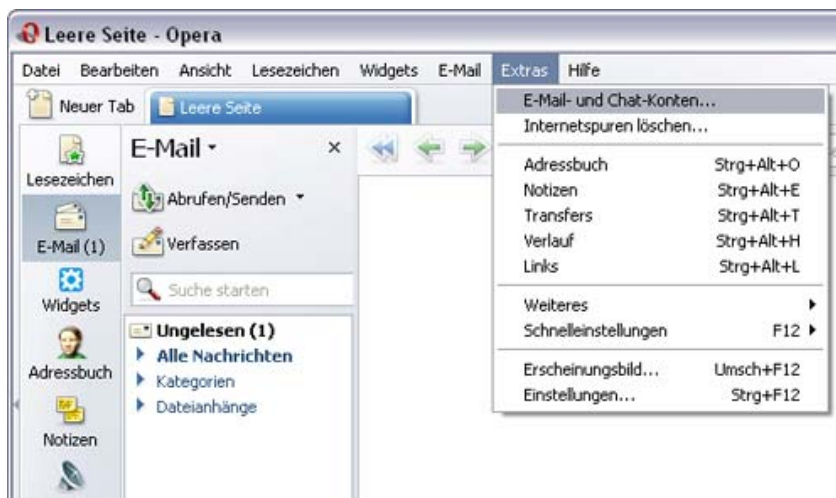 Leere Seite - Opera
Datei Bearbeiten Ansicht Lesezeichen Widgets E-Mail Extras Hilfe
Neuer Tab Leere Seite
Lesezeichen
E-Mail (1)
Widgets
Adressbuch
Notizen
E-Mail
Abrufen/Senden
Verfassen
Suche starten
Ungelesen (1)
Alle Nachrichten
Kategorien
Dateianhänge
E-Mail- und Chat-Konten...
Internetspuren löschen...
Adressbuch Strg+Alt+O
Notizen Strg+Alt+E
Transfers Strg+Alt+T
Verlauf Strg+Alt+H
Links Strg+Alt+L
Weiteres
Schnelleinstellungen F12
Erscheinungsbild... Umsch+F12
Einstellungen... Strg+F12